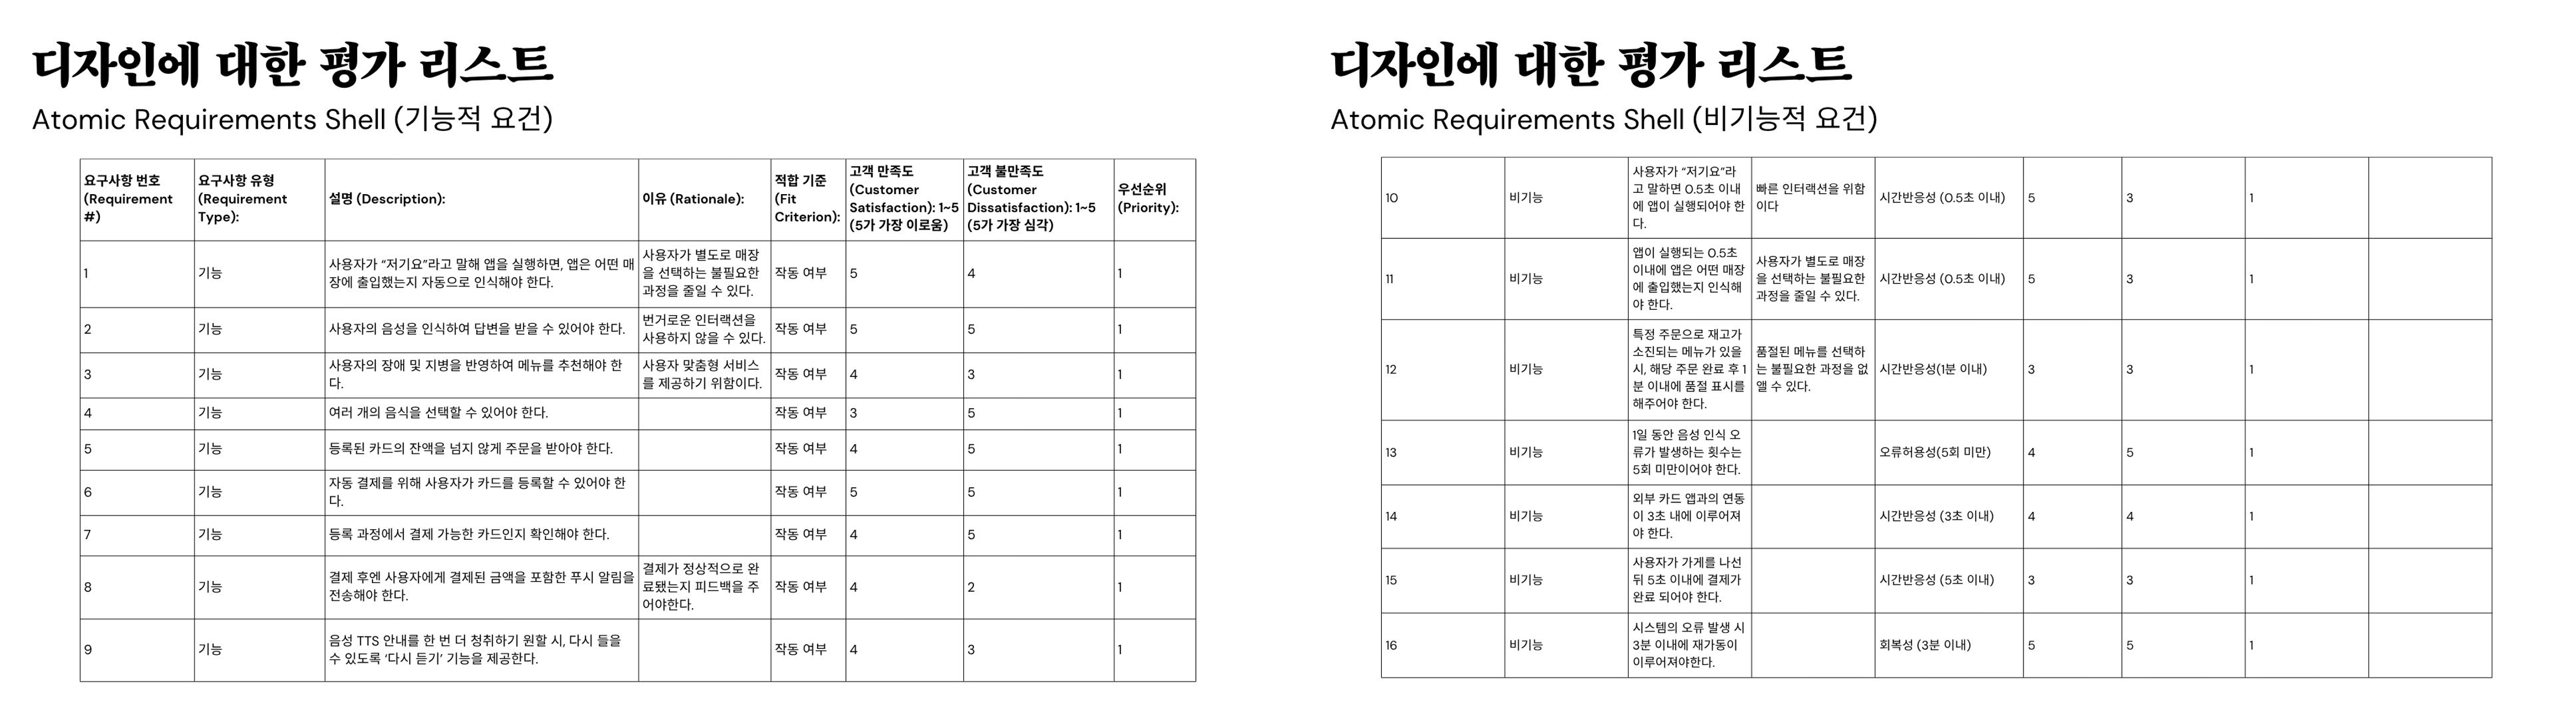 디자인에 대한 평가 리스트
Atomic Requirements Shell (기능적 요건)
요구사항 번호
(Requirement
#)
요구사항 유형
(Requirement
Type):
설명 (Description):
이유 (Rationale):
적합 기준
(Fit
Criterion):
고객 만족도
(Customer
Satisfaction): 1~5
(5가 가장 이로움)
고객 불만족도
(Customer
Dissatisfaction): 1~5
(5가 가장 심각)
우선순위
(Priority):
1
기능
사용자가 “저기요”라고 말해 앱을 실행하면, 앱은 어떤 매
장에 출입했는지 자동으로 인식해야 한다.
사용자가 별도로 매장
을 선택하는 불필요한
과정을 줄일 수 있다.
작동 여부
5
4
1
2
기능
사용자의 음성을 인식하여 답변을 받을 수 있어야 한다.
번거로운 인터랙션을
사용하지 않을 수 있다.
작동 여부
5
5
1
3
기능
사용자의 장애 및 지병을 반영하여 메뉴를 추천해야 한
다.
사용자 맞춤형 서비스
를 제공하기 위함이다.
작동 여부
4
3
1
4
기능
여러 개의 음식을 선택할 수 있어야 한다.
작동 여부
3
5
1
5
기능
등록된 카드의 잔액을 넘지 않게 주문을 받아야 한다.
작동 여부
4
5
1
6
기능
자동 결제를 위해 사용자가 카드를 등록할 수 있어야 한
다.
작동 여부
5
5
1
7
기능
등록 과정에서 결제 가능한 카드인지 확인해야 한다.
작동 여부
4
5
1
8
기능
결제 후엔 사용자에게 결제된 금액을 포함한 푸시 알림을
전송해야 한다.
결제가 정상적으로 완
료됐는지 피드백을 주
어야한다.
작동 여부
4
2
1
9
기능
음성 TTS 안내를 한 번 더 청취하기 원할 시, 다시 들을
수 있도록 ‘다시 듣기’ 기능을 제공한다.
작동 여부
4
3
1
디자인에 대한 평가 리스트
Atomic Requirements Shell (비기능적 요건)
10
비기능
사용자가 “저기요”라
고 말하면 0.5초 이내
에 앱이 실행되어야 한
다.
빠른 인터랙션을 위함
이다
시간반응성 (0.5초 이내)
5
3
1
11
비기능
앱이 실행되는 0.5초
이내에 앱은 어떤 매장
에 출입했는지 인식해
야 한다.
사용자가 별도로 매장
을 선택하는 불필요한
과정을 줄일 수 있다.
시간반응성 (0.5초 이내)
5
3
1
12
비기능
특정 주문으로 재고가
소진되는 메뉴가 있을
시, 해당 주문 완료 후 1
분 이내에 품절 표시를
해주어야 한다.
품절된 메뉴를 선택하
는 불필요한 과정을 없
앨 수 있다.
시간반응성(1분 이내)
3
3
1
13
비기능
1일 동안 음성 인식 오
류가 발생하는 횟수는
5회 미만이어야 한다.
오류허용성(5회 미만)
4
5
1
14
비기능
외부 카드 앱과의 연동
이 3초 내에 이루어져
야 한다.
시간반응성 (3초 이내)
4
4
1
15
비기능
사용자가 가게를 나선
뒤 5초 이내에 결제가
완료 되어야 한다.
시간반응성 (5초 이내)
3
3
1
16
비기능
시스템의 오류 발생 시
3분 이내에 재가동이
이루어져야한다.
회복성 (3분 이내)
5
5
1